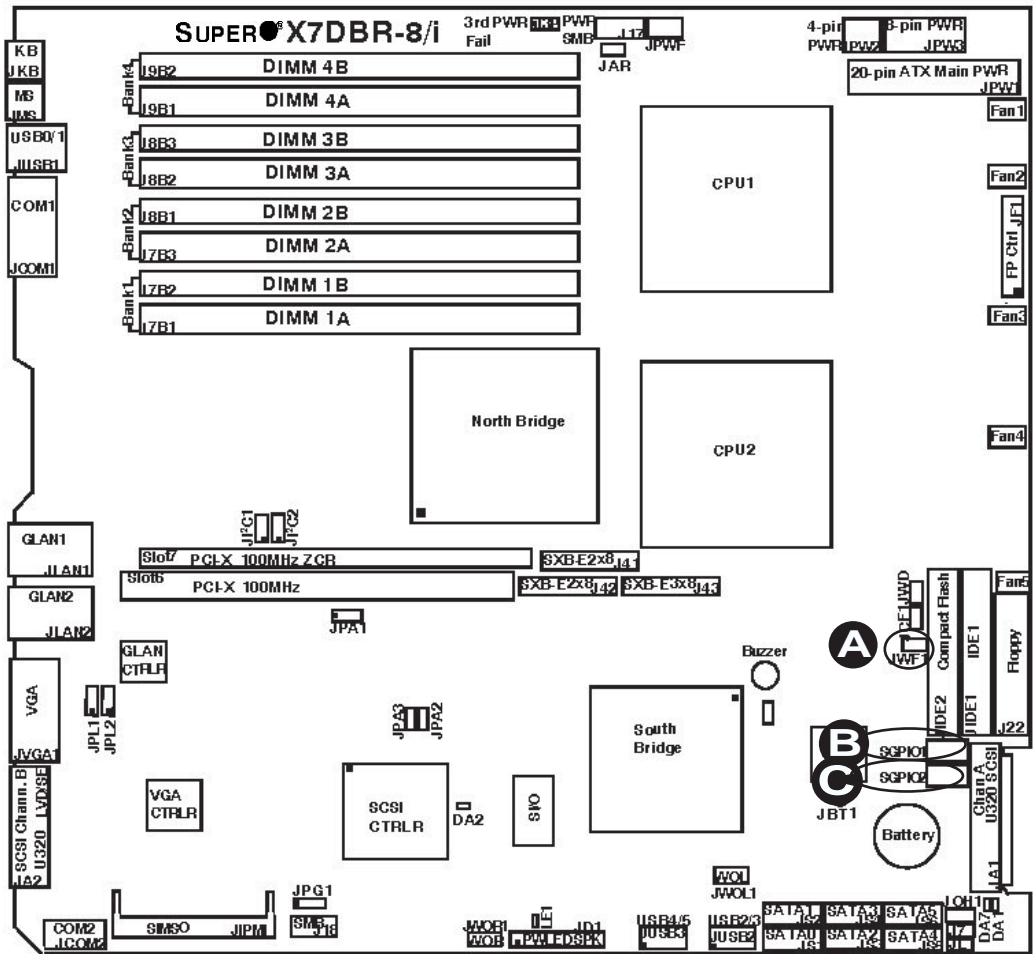 SUPER® X7DBR-8/i
3rd PWR Fail
PWR SMB
J17
JPWF
JAR
4-pin PWR
JPW2
8-pin PWR
JPW3
20-pin ATX Main PWR
JPW1
KB
JKB
MS
JMS
USB0/1
JUSB1
COM1
JCOM1
Bank4
J9B2 DIMM 4B
J9B1 DIMM 4A
Bank3
J8B3 DIMM 3B
J8B2 DIMM 3A
Bank2
J8B1 DIMM 2B
J7B3 DIMM 2A
Bank1
J7B2 DIMM 1B
J7B1 DIMM 1A
CPU1
Fan1
Fan2
FP Ctrl JF1
Fan3
North Bridge
CPU2
Fan4
JI²C1
JI²C2
GLAN1
JLAN1
GLAN2
JLAN2
Slot7 PCI-X 100MHz ZCR
Slot6 PCI-X 100MHz
SXB-E2x8 J41
SXB-E2x8 J42
SXB-E3x8 J43
JPA1
JWD
JCF1
A
JWF1
Compact Flash
JIDE2
IDE1
JIDE1
Fan5
Floppy
J22
GLAN CTRLR
VGA
JVGA1
JPL1
JPL2
JPA3
JPA2
Buzzer
South Bridge
B
SGPIO1
C
SGPIO2
JBT1
Battery
Chan A U320 SCSI
JA1
SCSI Chann. B
U320 LVD/SE
JA2
VGA CTRLR
SCSI CTRLR
DA2
S I/O
WOL
JWOL1
JPG1
SMB
J18
COM2
JCOM2
SIMSO JIPMI
JWOR1
WOR
LE1
JD1
PWLEDSPK
USB4/5
JUSB3
USB2/3
JUSB2
SATA1 JS2
SATA3
SATA5
SATA0 JS1
SATA2
SATA4
JOH1
J7
DA7
DA1